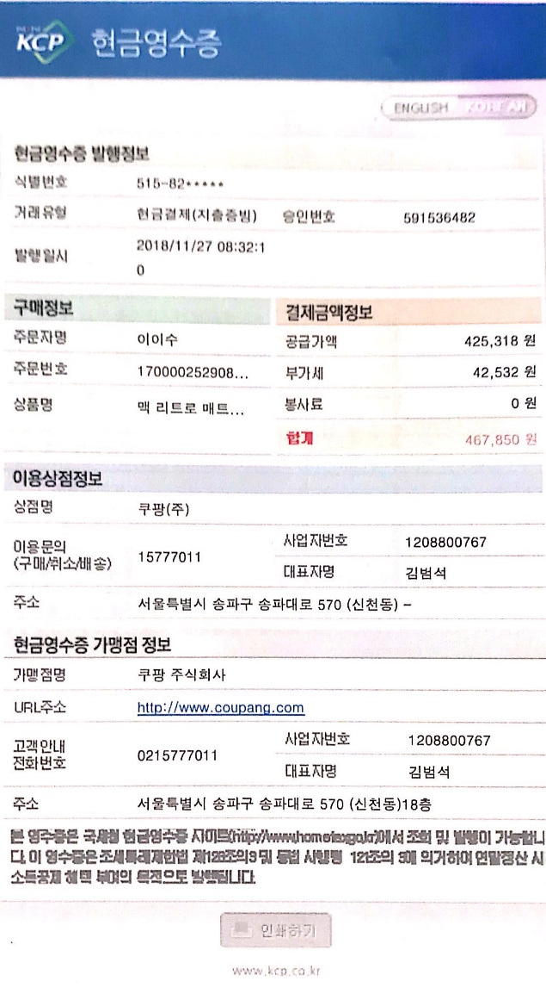 KCP 현금영수증
ENGLISH KOREAN
현금영수증 발행정보
식별번호 515-82*****
거래유형 현금결제(지출증빙) 승인번호 591536482
발행일시 2018/11/27 08:32:1
0
구매정보 결제금액정보
주문자명 이이수 공급가액 425,318 원
주문번호 170000252908... 부가세 42,532 원
상품명 맥 리트로 매트... 봉사료 0 원
합계 467,850 원
이용상점정보
상점명 쿠팡(주)
이용문의
(구매/취소/배송) 15777011 사업자번호 1208800767
대표자명 김범석
주소 서울특별시 송파구 송파대로 570 (신천동) -
현금영수증 가맹점 정보
가맹점명 쿠팡 주식회사
URL주소 http://www.coupang.com
고객안내
전화번호 0215777011 사업자번호 1208800767
대표자명 김범석
주소 서울특별시 송파구 송파대로 570 (신천동)18층
본 영수증은 국세청 현금영수증 사이트(http://www.hometax.go.kr)에서 조회 및 발행이 가능합니
다. 이 영수증은 조세특례제한법 제126조의3 및 동법 시행령 121조의 3에 의거하여 연말정산 시
소득공제 혜택 부여의 목적으로 발행됩니다.
인쇄하기
www.kcp.co.kr